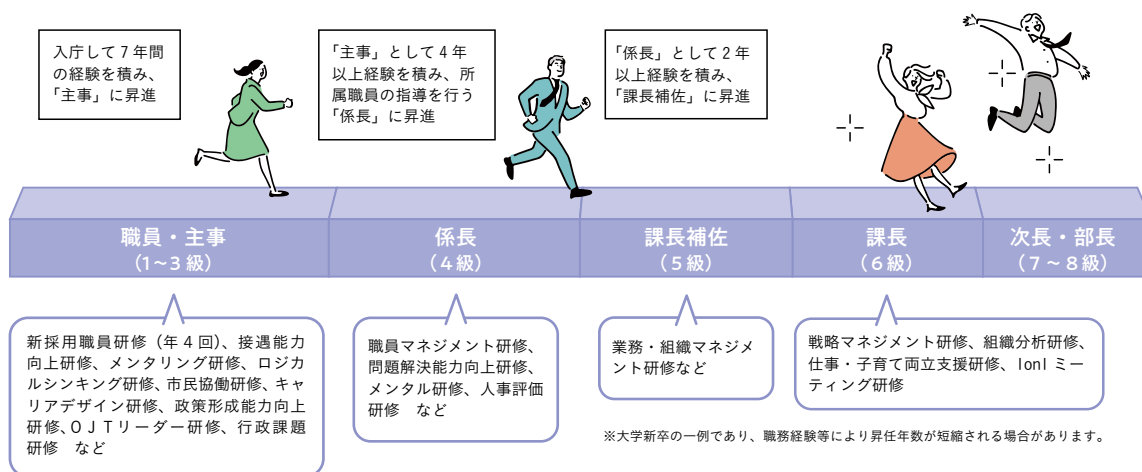 入庁して7年間
の経験を積み、
「主事」に昇進
「主事」として4年
以上経験を積み、所
属職員の指導を行う
「係長」に昇進
「係長」として2年
以上経験を積み、
「課長補佐」に昇進
職員・主事
（1～3級）
係長
（4級）
課長補佐
（5級）
課長
（6級）
次長・部長
（7～8級）
新採用職員研修（年4回）、接遇能力
向上研修、メンタリング研修、ロジ
カルシンキング研修、市民協働研修、キャ
リアデザイン研修、政策形成能力向上
研修、OJTリーダー研修、行政課題
研修　など
職員マネジメント研修、
問題解決能力向上研修、
メンタル研修、人事評価
研修　など
業務・組織マネジメ
ント研修など
戦略マネジメント研修、組織分析研修、
仕事・子育て両立支援研修、1on1ミー
ティング研修
※大学新卒の一例であり、職務経験等により昇任年数が短縮される場合があります。